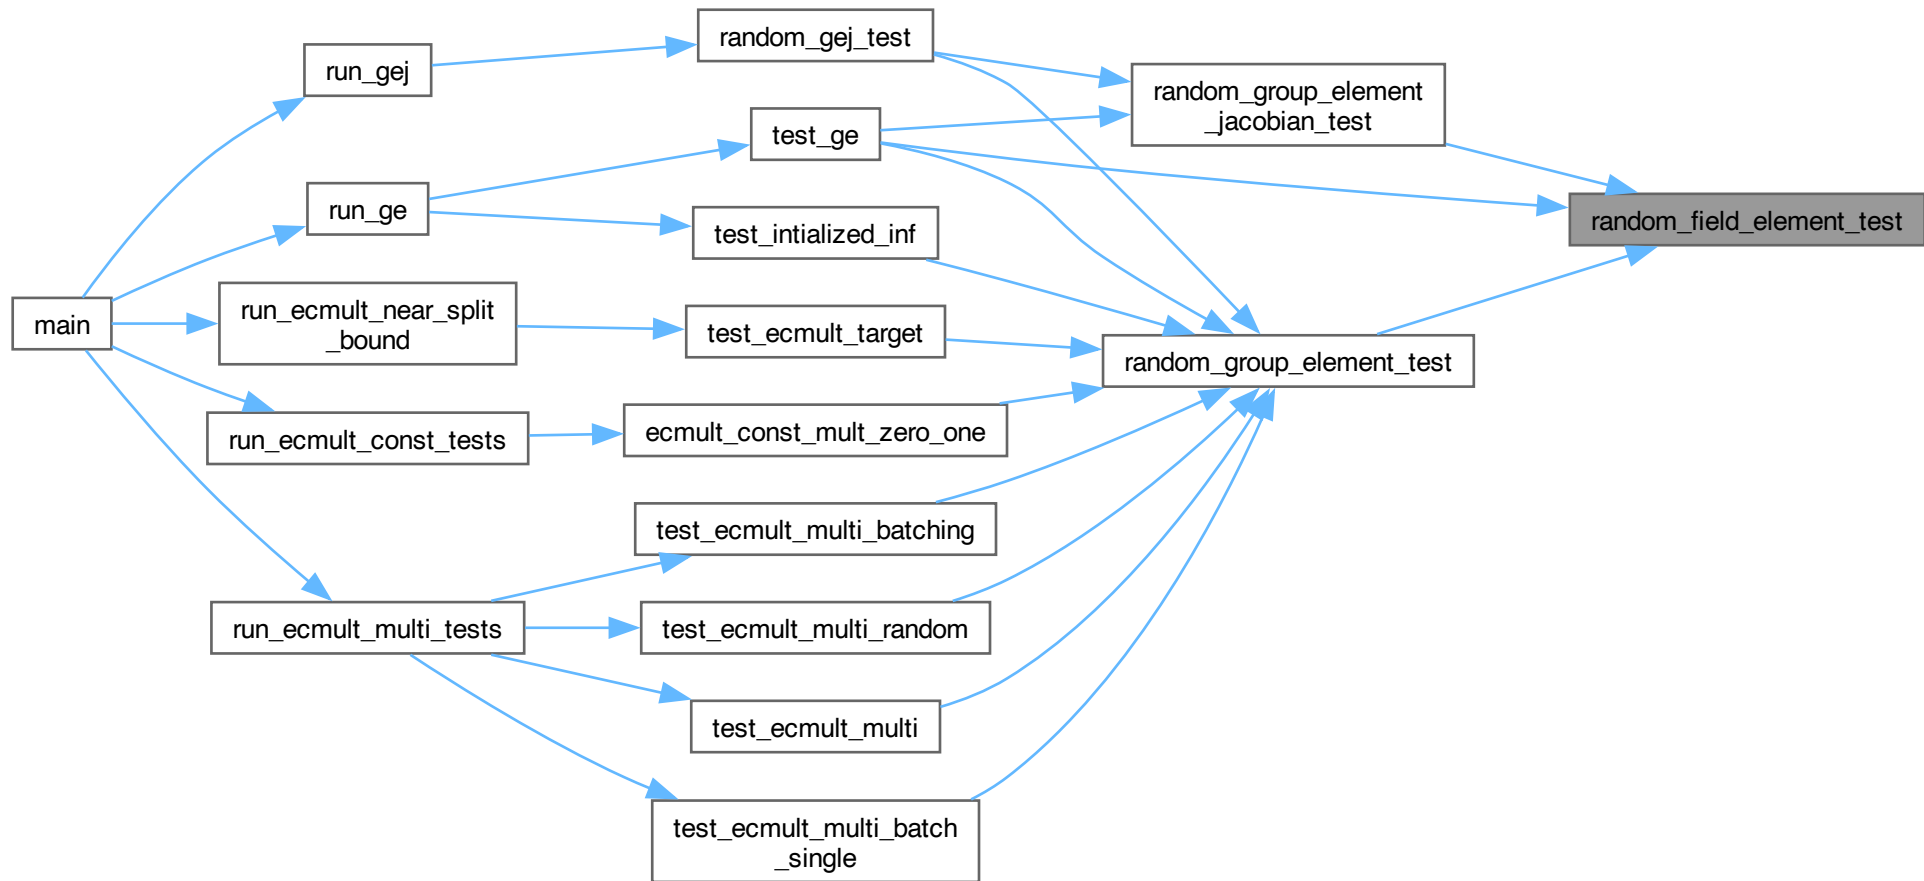 main
run_gej
run_ge
run_ecmult_near_split
_bound
run_ecmult_const_tests
run_ecmult_multi_tests
random_gej_test
test_ge
test_intialized_inf
test_ecmult_target
ecmult_const_mult_zero_one
test_ecmult_multi_batching
test_ecmult_multi_random
test_ecmult_multi
test_ecmult_multi_batch
_single
random_group_element
_jacobian_test
random_group_element_test
random_field_element_test